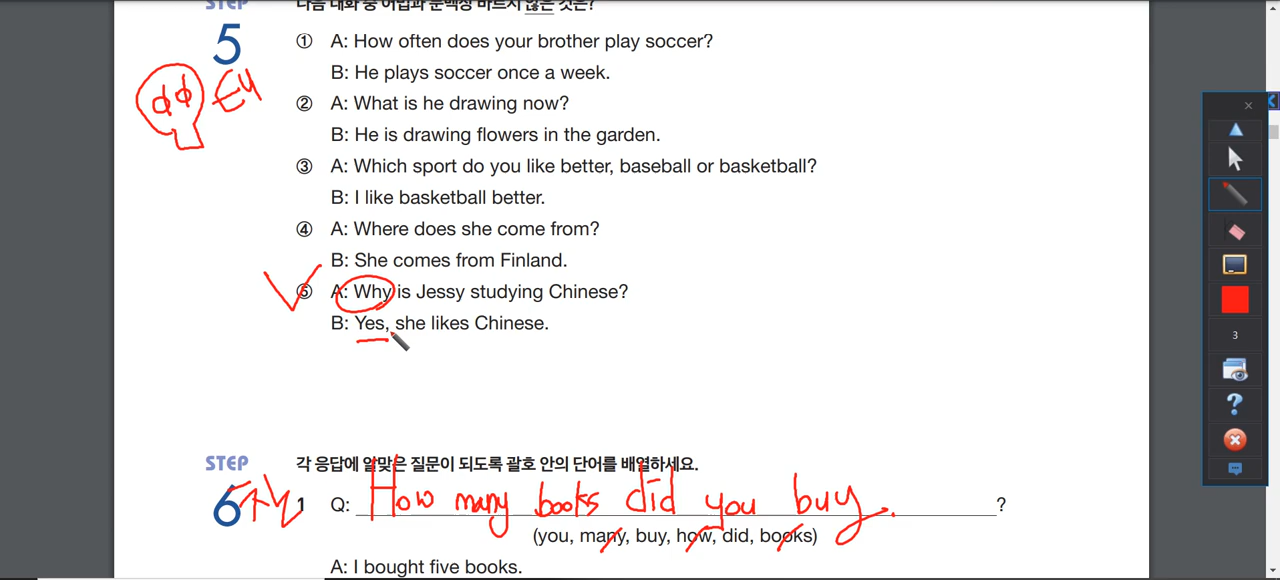 STEP
다음 대화 중 어법과 문맥상 바르지 않은 것은?
5
① A: How often does your brother play soccer?
B: He plays soccer once a week.
② A: What is he drawing now?
B: He is drawing flowers in the garden.
③ A: Which sport do you like better, baseball or basketball?
B: I like basketball better.
④ A: Where does she come from?
B: She comes from Finland.
⑤ A: Why is Jessy studying Chinese?
B: Yes, she likes Chinese.
STEP
각 응답에 알맞은 질문이 되도록 괄호 안의 단어를 배열하세요.
6
1 Q: How many books did you buy. ?
(you, many, buy, how, did, books)
A: I bought five books.
3